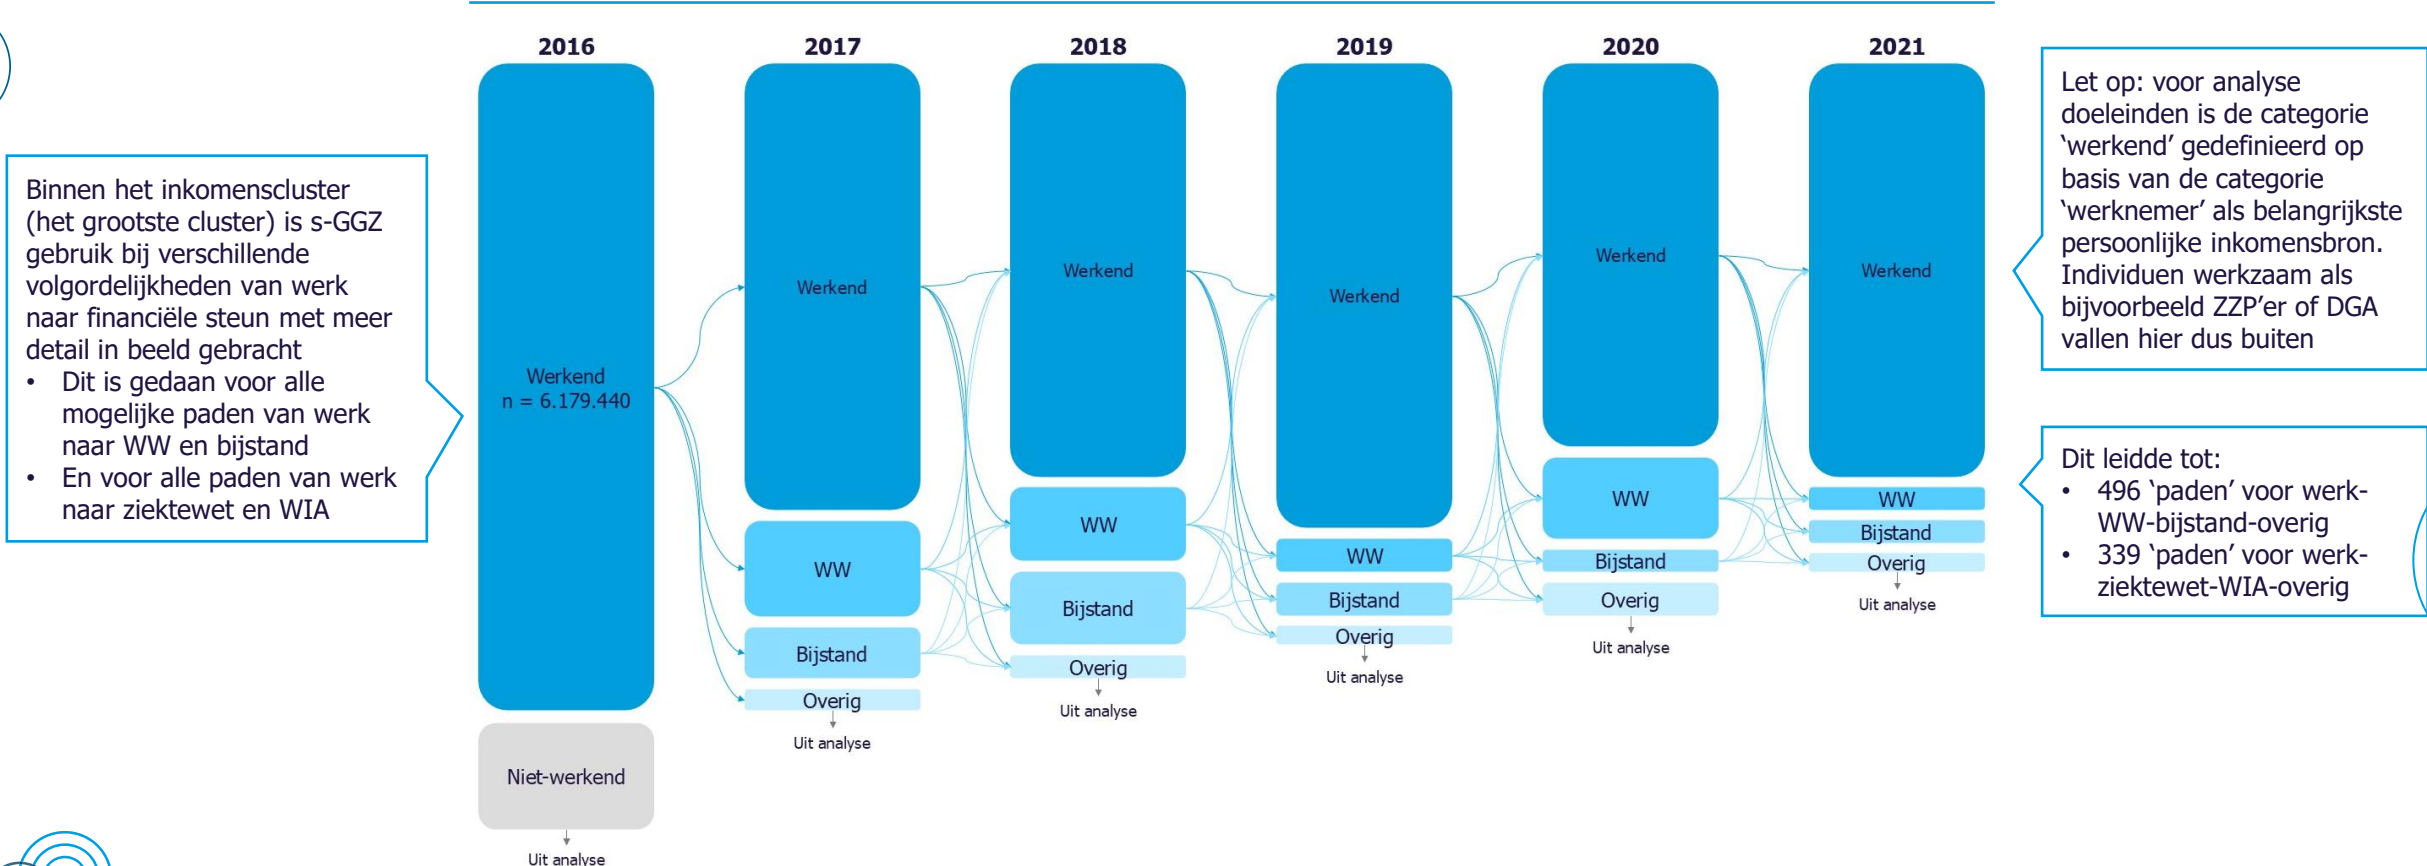 Binnen het inkomenscluster
(het grootste cluster) is s-GGZ
gebruik bij verschillende
volgordelijkheden van werk
naar financiële steun met meer
detail in beeld gebracht
• Dit is gedaan voor alle
mogelijke paden van werk
naar WW en bijstand
• En voor alle paden van werk
naar ziektewet en WIA
2016
Werkend
n = 6.179.440
Niet-werkend
Uit analyse
2017
Werkend
WW
Bijstand
Overig
Uit analyse
2018
Werkend
WW
Bijstand
Overig
Uit analyse
2019
Werkend
WW
Bijstand
Overig
Uit analyse
2020
Werkend
WW
Bijstand
Overig
Uit analyse
2021
Werkend
WW
Bijstand
Overig
Uit analyse
Let op: voor analyse
doeleinden is de categorie
‘werkend’ gedefinieerd op
basis van de categorie
‘werknemer’ als belangrijkste
persoonlijke inkomensbron.
Individuen werkzaam als
bijvoorbeeld ZZP’er of DGA
vallen hier dus buiten
Dit leidde tot:
• 496 ‘paden’ voor werk-
WW-bijstand-overig
• 339 ‘paden’ voor werk-
ziektewet-WIA-overig